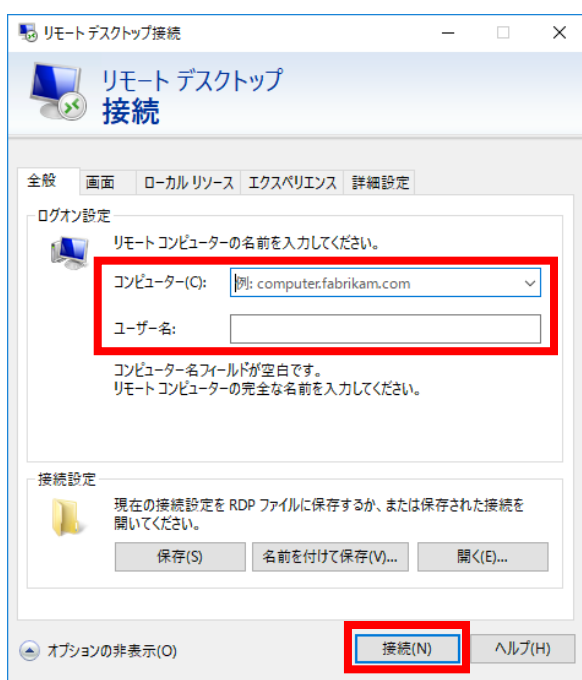 リモート デスクトップ接続
リモート デスクトップ
接続
全般 画面 ローカル リソース エクスペリエンス 詳細設定
ログオン設定
リモート コンピューターの名前を入力してください。
コンピューター(C): 例: computer.fabrikam.com
ユーザー名:
コンピューター名フィールドが空白です。
リモート コンピューターの完全な名前を入力してください。
接続設定
現在の接続設定を RDP ファイルに保存するか、または保存された接続を
開いてください。
保存(S) 名前を付けて保存(V)... 開く(E)...
オプションの非表示(O) 接続(N) ヘルプ(H)